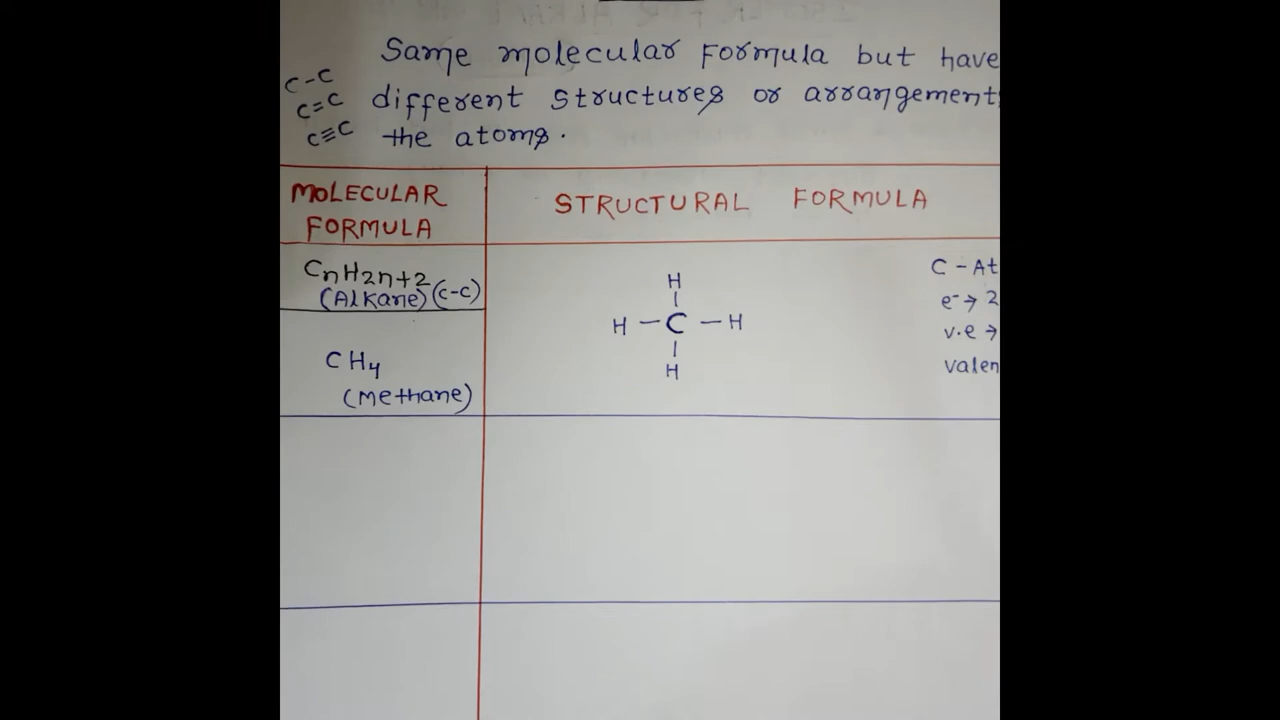 Same molecular Formula but have
C-C
C=C different structures or arrangement
C≡C the atoms.
MOLECULAR FORMULA
STRUCTURAL FORMULA
CnH2n+2
(Alkane) (C-C)
CH4
(Methane)
H
H - C - H
H
C - At
e- → 2
v.e →
valen